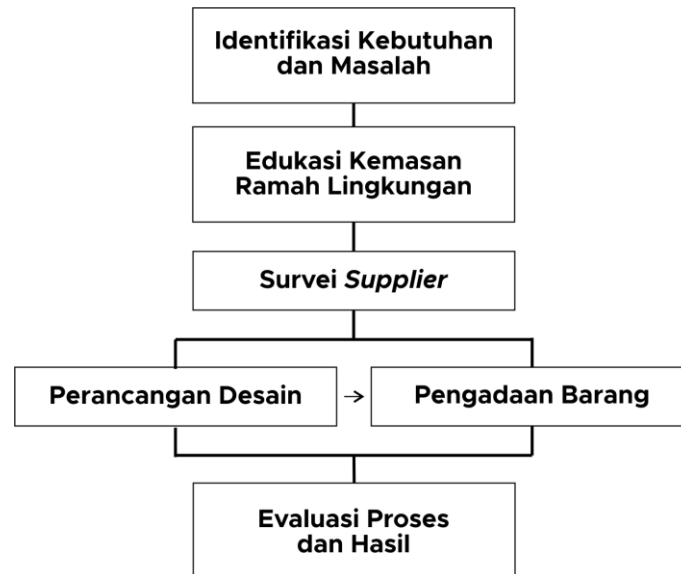 Identifikasi Kebutuhan
dan Masalah
Edukasi Kemasan
Ramah Lingkungan
Survei Supplier
Perancangan Desain
Pengadaan Barang
Evaluasi Proses
dan Hasil